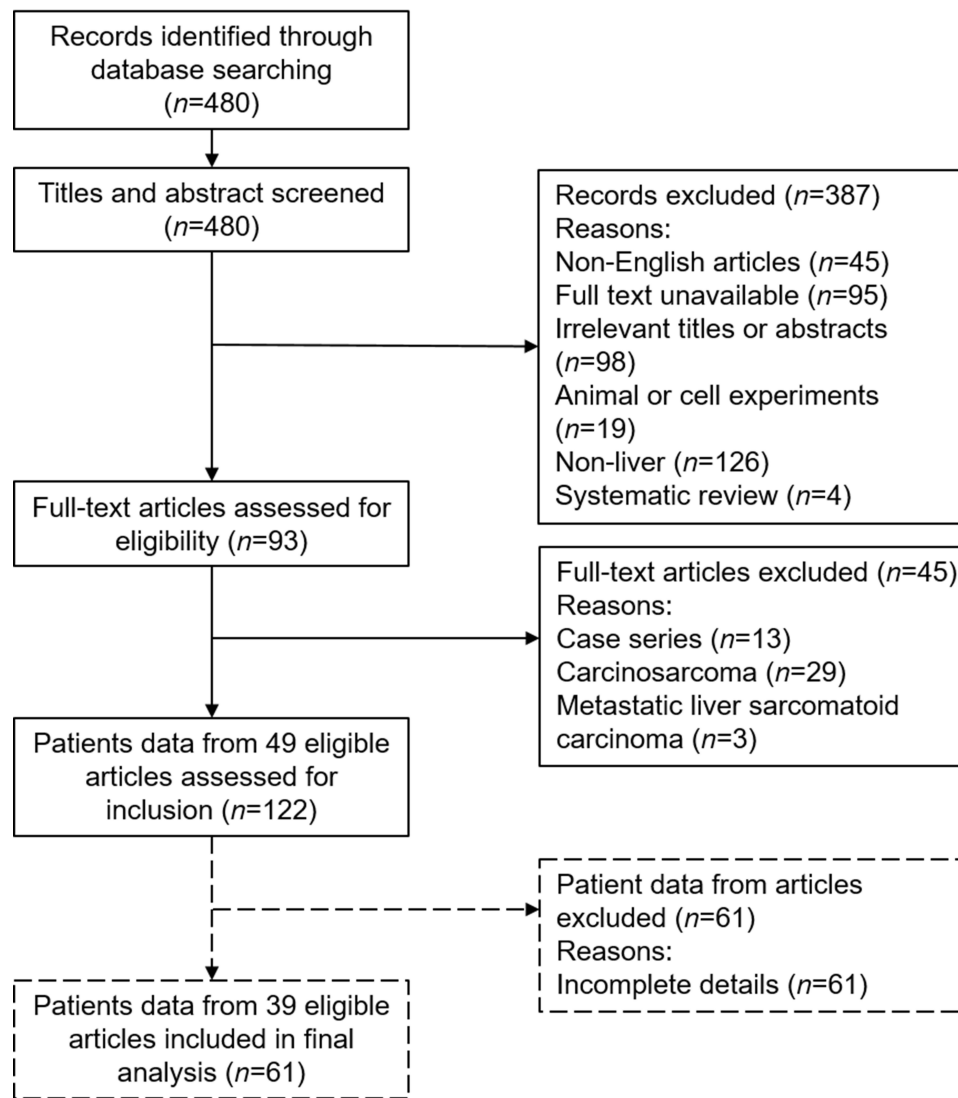 Records identified through
database searching
(n=480)
Titles and abstract screened
(n=480)
Records excluded (n=387)
Reasons:
Non-English articles (n=45)
Full text unavailable (n=95)
Irrelevant titles or abstracts
(n=98)
Animal or cell experiments
(n=19)
Non-liver (n=126)
Systematic review (n=4)
Full-text articles assessed for
eligibility (n=93)
Full-text articles excluded (n=45)
Reasons:
Case series (n=13)
Carcinosarcoma (n=29)
Metastatic liver sarcomatoid
carcinoma (n=3)
Patients data from 49 eligible
articles assessed for
inclusion (n=122)
Patient data from articles
excluded (n=61)
Reasons:
Incomplete details (n=61)
Patients data from 39 eligible
articles included in final
analysis (n=61)